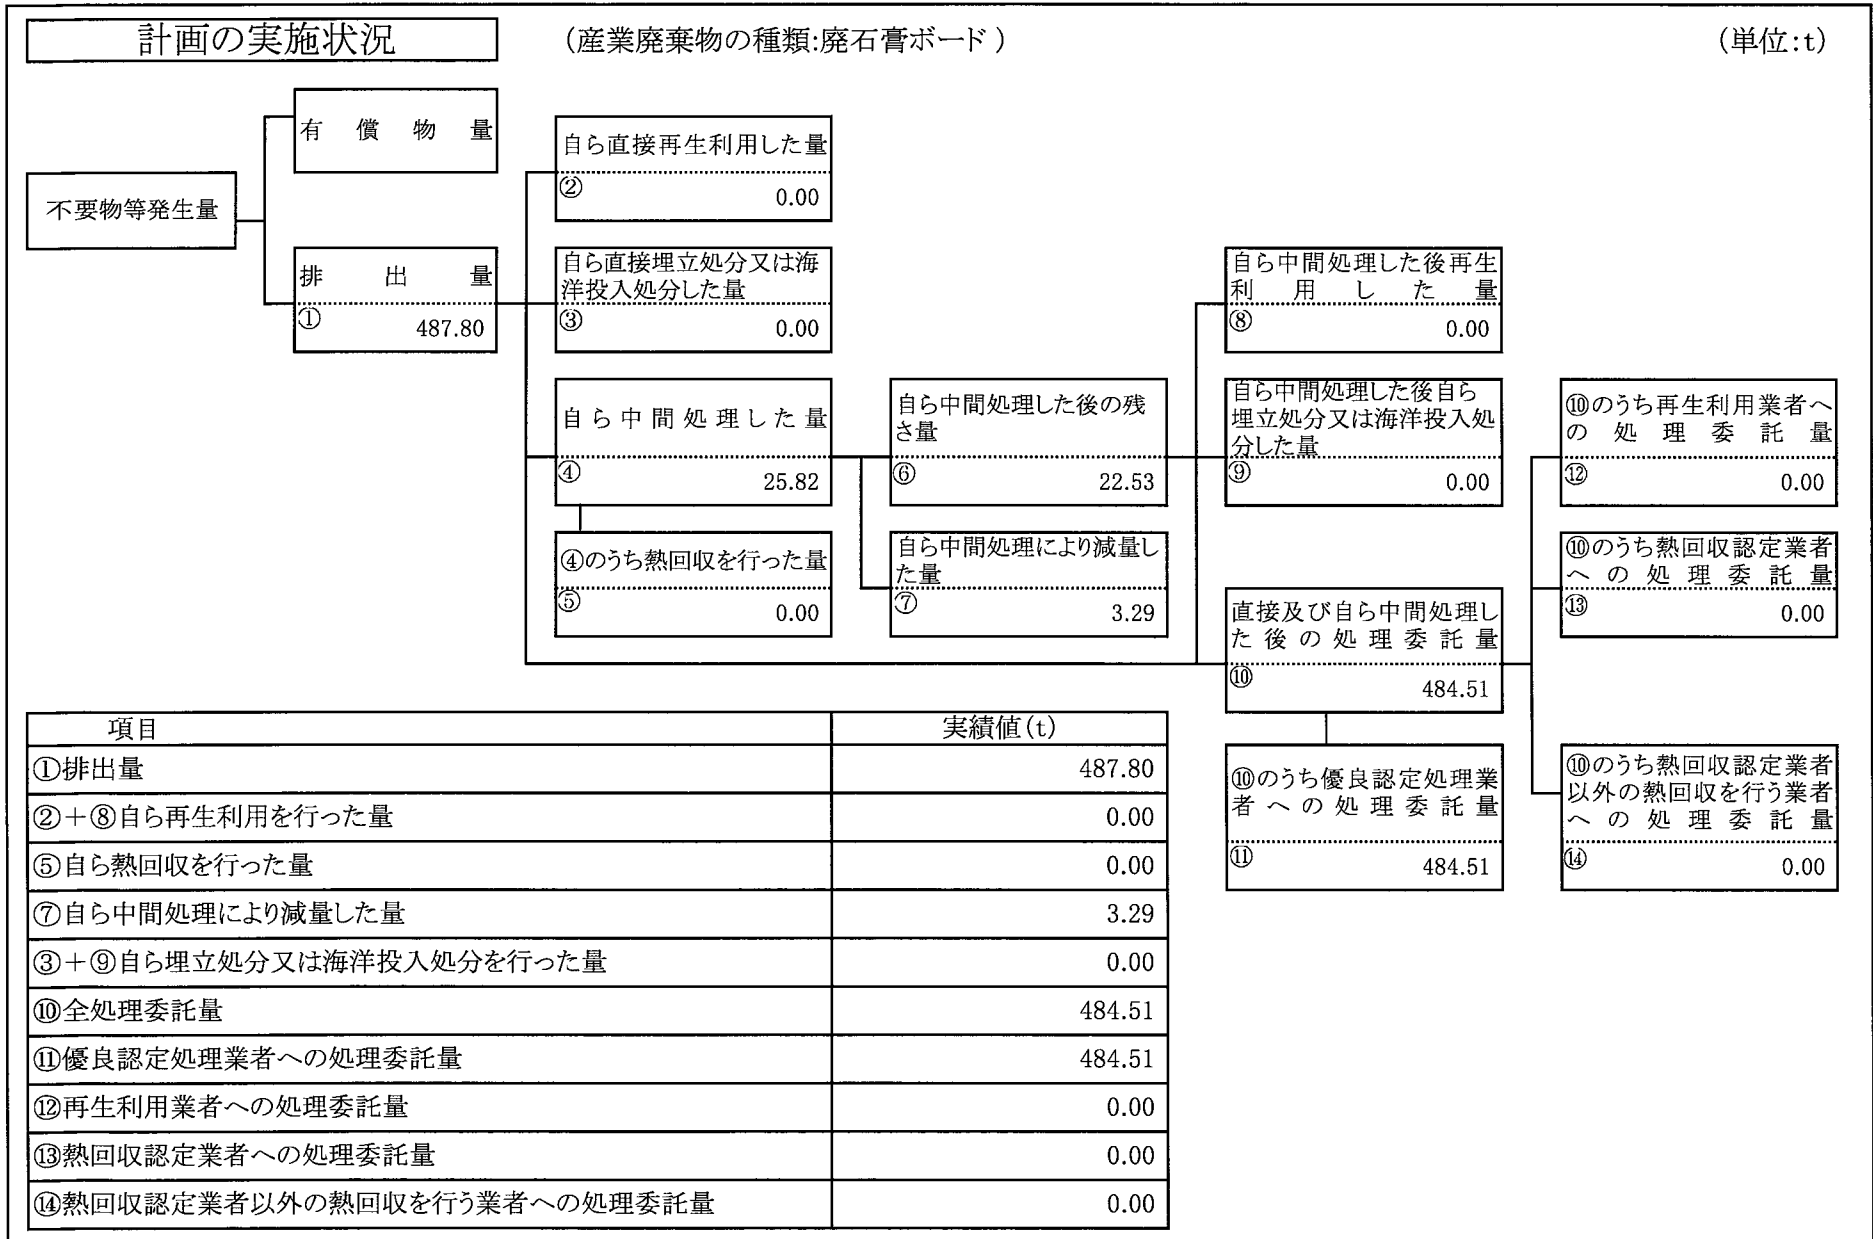 計画の実施状況
(産業廃棄物の種類:廃石膏ボード)
(単位:t)
有償物量
不要物等発生量
排出量
① 487.80
自ら直接再生利用した量
② 0.00
自ら直接埋立処分又は海
洋投入処分した量
③ 0.00
自ら中間処理した量
④ 25.82
④のうち熱回収を行った量
⑤ 0.00
自ら中間処理した後の残
さ量
⑥ 22.53
自ら中間処理により減量し
た量
⑦ 3.29
自ら中間処理した後再生
利用した量
⑧ 0.00
自ら中間処理した後自ら
埋立処分又は海洋投入処
分した量
⑨ 0.00
直接及び自ら中間処理し
た後の処理委託量
⑩ 484.51
⑩のうち優良認定処理業
者への処理委託量
⑪ 484.51
⑩のうち再生利用業者へ
の処理委託量
⑫ 0.00
⑩のうち熱回収認定業者
への処理委託量
⑬ 0.00
⑩のうち熱回収認定業者
以外の熱回収を行う業者
への処理委託量
⑭ 0.00
項目 実績値(t)
①排出量 487.80
②+⑧自ら再生利用を行った量 0.00
⑤自ら熱回収を行った量 0.00
⑦自ら中間処理により減量した量 3.29
③+⑨自ら埋立処分又は海洋投入処分を行った量 0.00
⑩全処理委託量 484.51
⑪優良認定処理業者への処理委託量 484.51
⑫再生利用業者への処理委託量 0.00
⑬熱回収認定業者への処理委託量 0.00
⑭熱回収認定業者以外の熱回収を行う業者への処理委託量 0.00